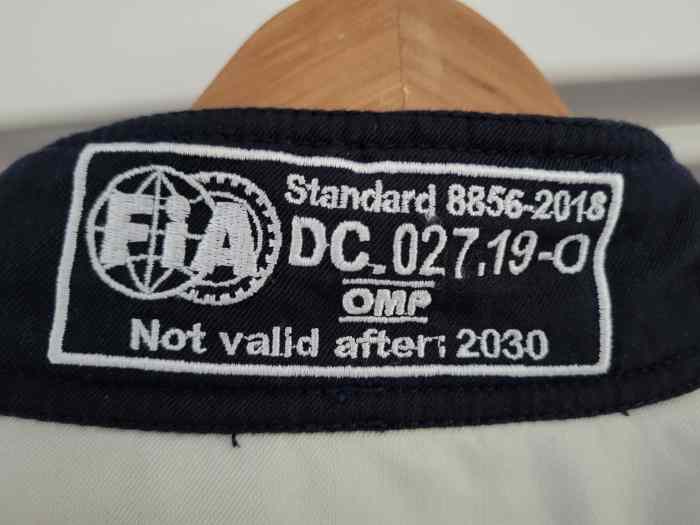 FIA
Standard 8856-2018
DC.027.19-O
OMP
Not valid after: 2030